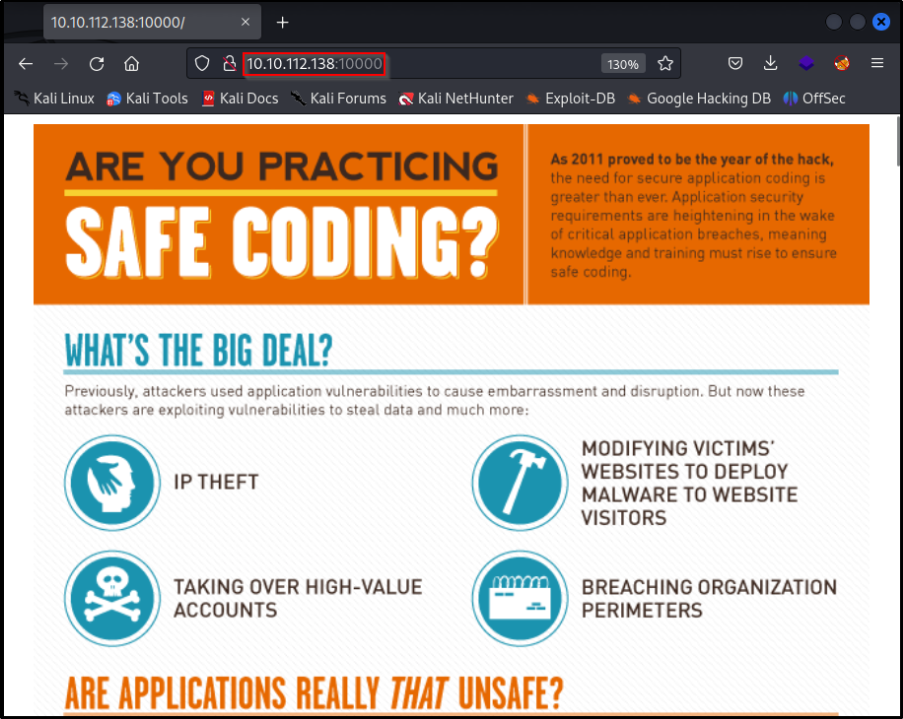 10.10.112.138:10000/
10.10.112.138:10000
130%
Kali Linux
Kali Tools
Kali Docs
Kali Forums
Kali NetHunter
Exploit-DB
Google Hacking DB
OffSec
ARE YOU PRACTICING
SAFE CODING?
As 2011 proved to be the year of the hack,
the need for secure application coding is
greater than ever. Application security
requirements are heightening in the wake
of critical application breaches, meaning
knowledge and training must rise to ensure
safe coding.
WHAT'S THE BIG DEAL?
Previously, attackers used application vulnerabilities to cause embarrassment and disruption. But now these
attackers are exploiting vulnerabilities to steal data and much more:
IP THEFT
MODIFYING VICTIMS'
WEBSITES TO DEPLOY
MALWARE TO WEBSITE
VISITORS
TAKING OVER HIGH-VALUE
ACCOUNTS
BREACHING ORGANIZATION
PERIMETERS
ARE APPLICATIONS REALLY THAT UNSAFE?